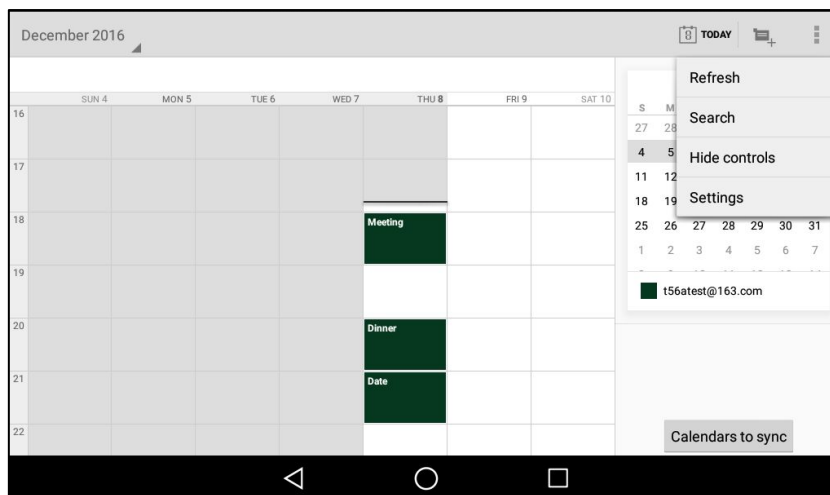 December 2016
8 TODAY
Refresh
Search
Hide controls
Settings
SUN 4 MON 5 TUE 6 WED 7 THU 8 FRI 9 SAT 10
16
17
18
19
20
21
22
Meeting
Dinner
Date
S M
27 28
4 5
11 12
18 19
25 26 27 28 29 30 31
1 2 3 4 5 6 7
t56atest@163.com
Calendars to sync